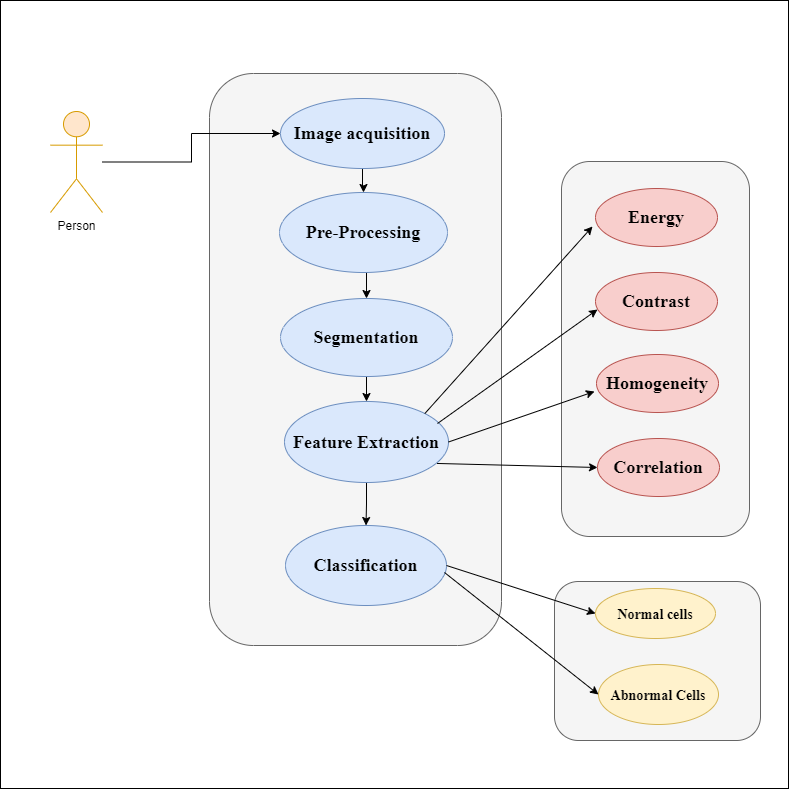 Person
Image acquisition
Pre-Processing
Segmentation
Feature Extraction
Classification
Energy
Contrast
Homogeneity
Correlation
Normal cells
Abnormal Cells